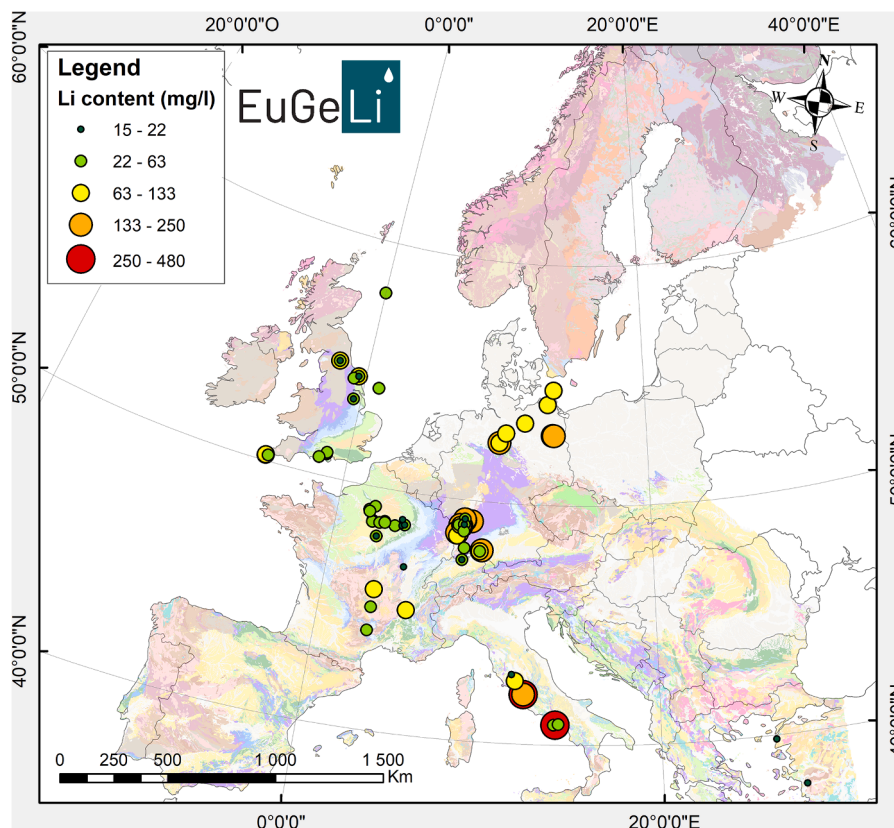 20°0'0"O
0°0'0"
20°0'0"E
40°0'0"E
60°0'0"N
50°0'0"N
40°0'0"N
Legend
Li content (mg/l)
15 - 22
22 - 63
63 - 133
133 - 250
250 - 480
EuGeLi
N
W
E
S
0 250 500 1 000 1 500
Km
0°0'0"
20°0'0"E